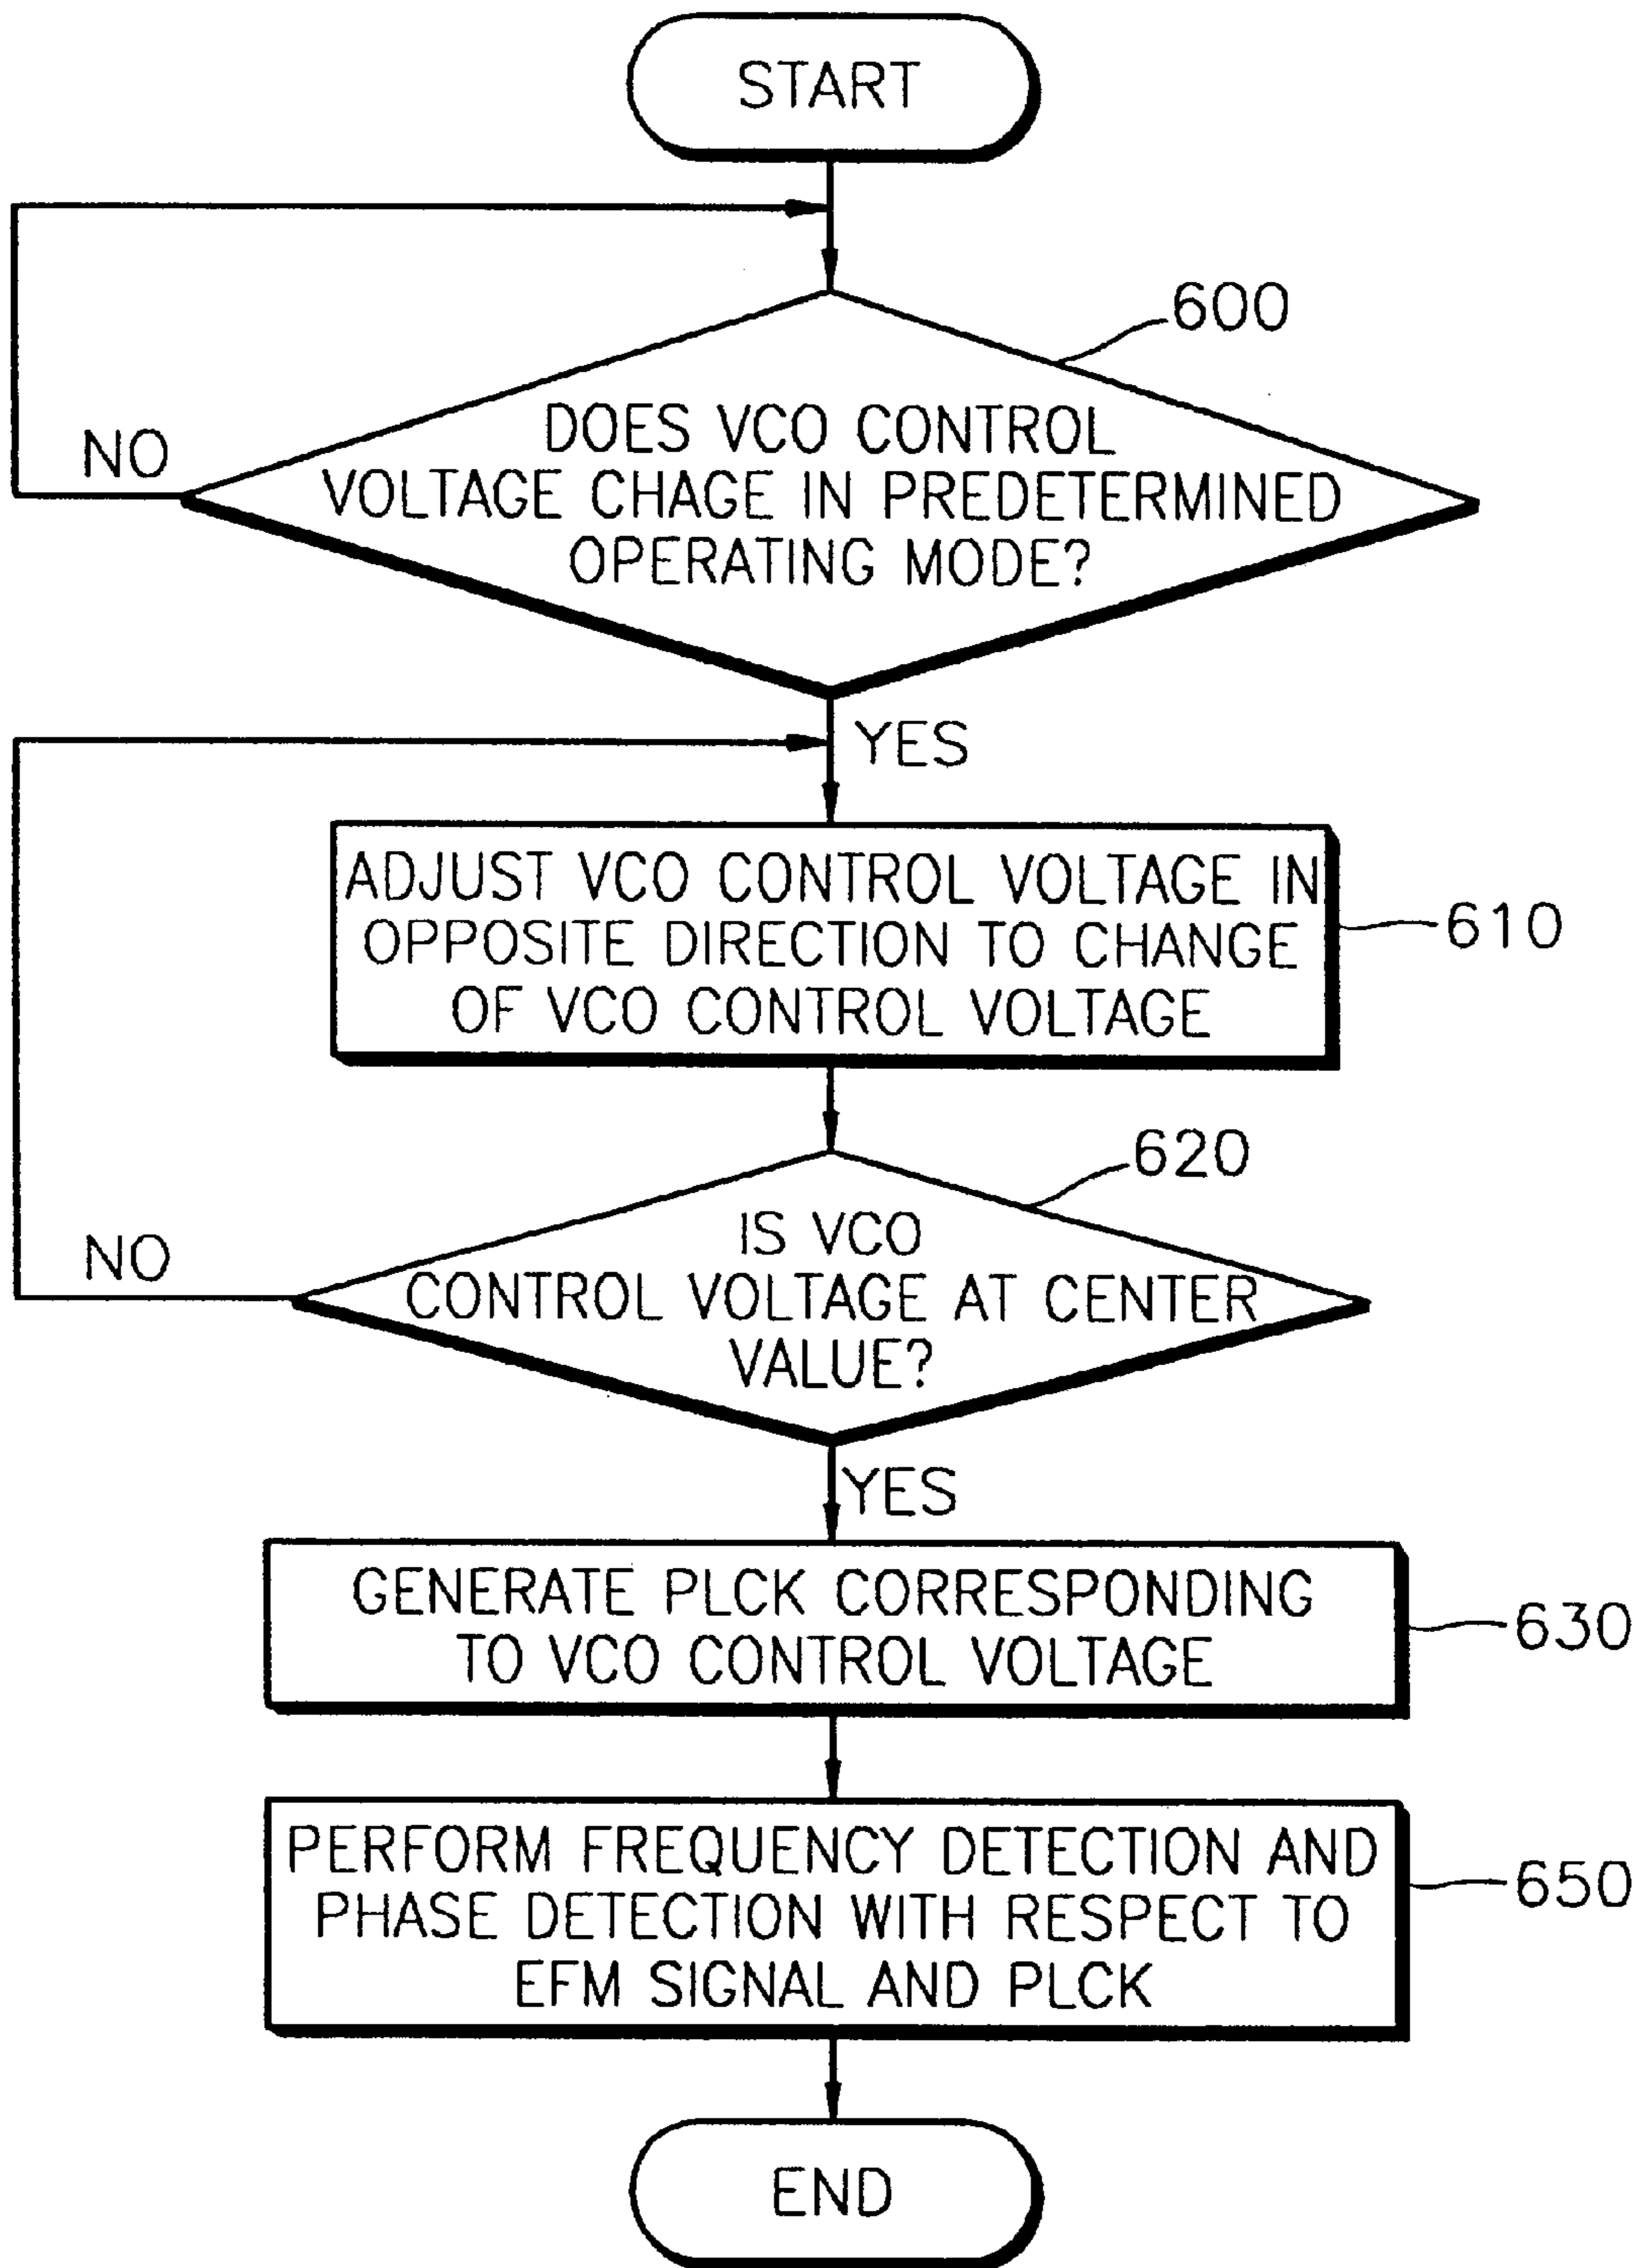 START
600
DOES VCO CONTROL
VOLTAGE CHAGE IN PREDETERMINED
OPERATING MODE?
NO
YES
ADJUST VCO CONTROL VOLTAGE IN
OPPOSITE DIRECTION TO CHANGE
OF VCO CONTROL VOLTAGE
610
620
IS VCO
CONTROL VOLTAGE AT CENTER
VALUE?
NO
YES
GENERATE PLCK CORRESPONDING
TO VCO CONTROL VOLTAGE
630
PERFORM FREQUENCY DETECTION AND
PHASE DETECTION WITH RESPECT TO
EFM SIGNAL AND PLCK
650
END